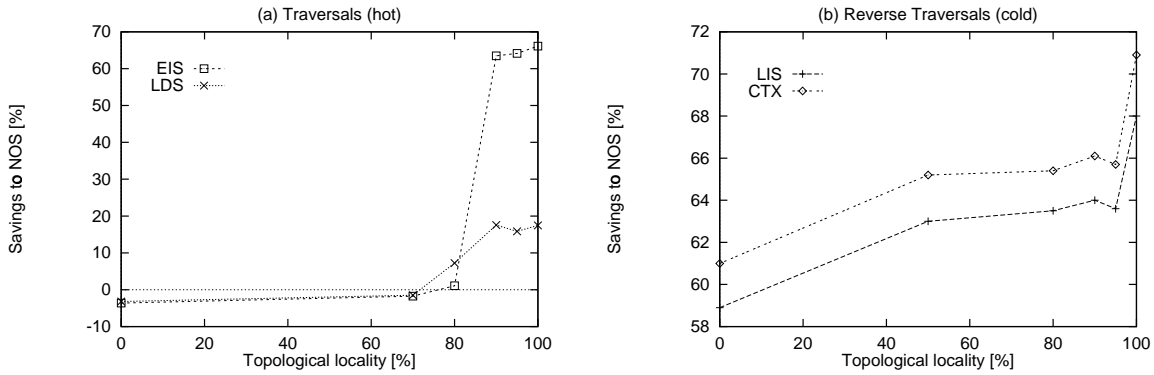 (a) Traversals (hot)
Savings to NOS [%]
70
60
50
40
30
20
10
0
-10
EIS
LDS
0 20 40 60 80 100
Topological locality [%]
(b) Reverse Traversals (cold)
Savings to NOS [%]
72
70
68
66
64
62
60
58
LIS
CTX
0 20 40 60 80 100
Topological locality [%]